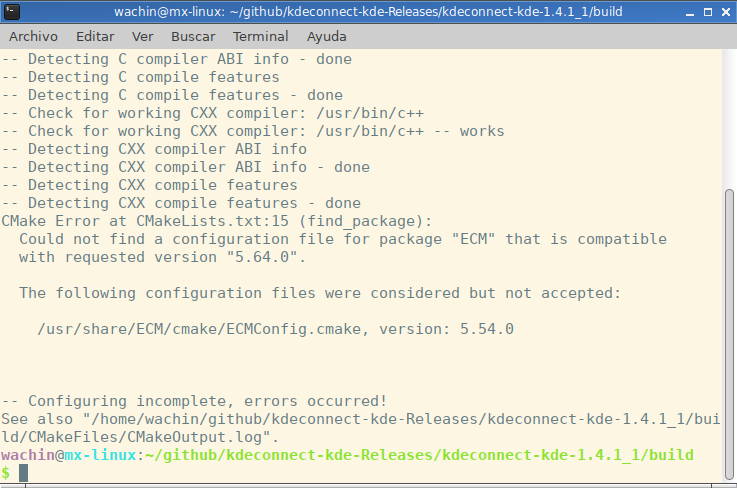 wachin@mx-linux: ~/github/kdeconnect-kde-Releases/kdeconnect-kde-1.4.1_1/build
Archivo Editar Ver Buscar Terminal Ayuda
-- Detecting C compiler ABI info - done
-- Detecting C compile features
-- Detecting C compile features - done
-- Check for working CXX compiler: /usr/bin/c++
-- Check for working CXX compiler: /usr/bin/c++ -- works
-- Detecting CXX compiler ABI info
-- Detecting CXX compiler ABI info - done
-- Detecting CXX compile features
-- Detecting CXX compile features - done
CMake Error at CMakeLists.txt:15 (find_package):
  Could not find a configuration file for package "ECM" that is compatible
  with requested version "5.64.0".
  The following configuration files were considered but not accepted:
    /usr/share/ECM/cmake/ECMConfig.cmake, version: 5.54.0
-- Configuring incomplete, errors occurred!
See also "/home/wachin/github/kdeconnect-kde-Releases/kdeconnect-kde-1.4.1_1/bui
ld/CMakeFiles/CMakeOutput.log".
wachin@mx-linux:~/github/kdeconnect-kde-Releases/kdeconnect-kde-1.4.1_1/build
$